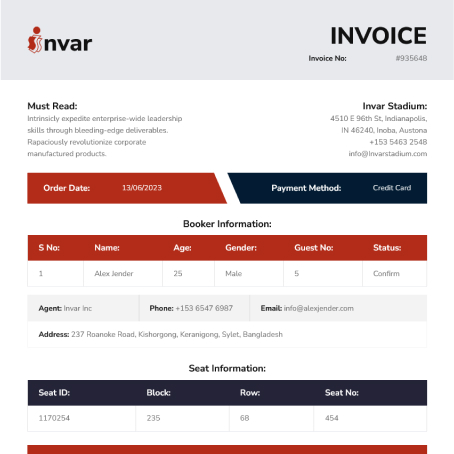 invar
INVOICE
Invoice No: #935648
Must Read:
Intrinsicly expedite enterprise-wide leadership
skills through bleeding-edge deliverables.
Rapaciously revolutionize corporate
manufactured products.
Invar Stadium:
4510 E 96th St, Indianapolis,
IN 46240, Inoba, Austona
+153 5463 2548
info@invarstadium.com
Order Date: 13/06/2023 Payment Method: Credit Card
Booker Information:
S No: Name: Age: Gender: Guest No: Status:
1 Alex Jender 25 Male 5 Confirm
Agent: Invar Inc Phone: +153 6547 6987 Email: info@alexjender.com
Address: 237 Roanoke Road, Kishorgong, Keranigong, Sylet, Bangladesh
Seat Information:
Seat ID: Block: Row: Seat No:
1170254 235 68 454